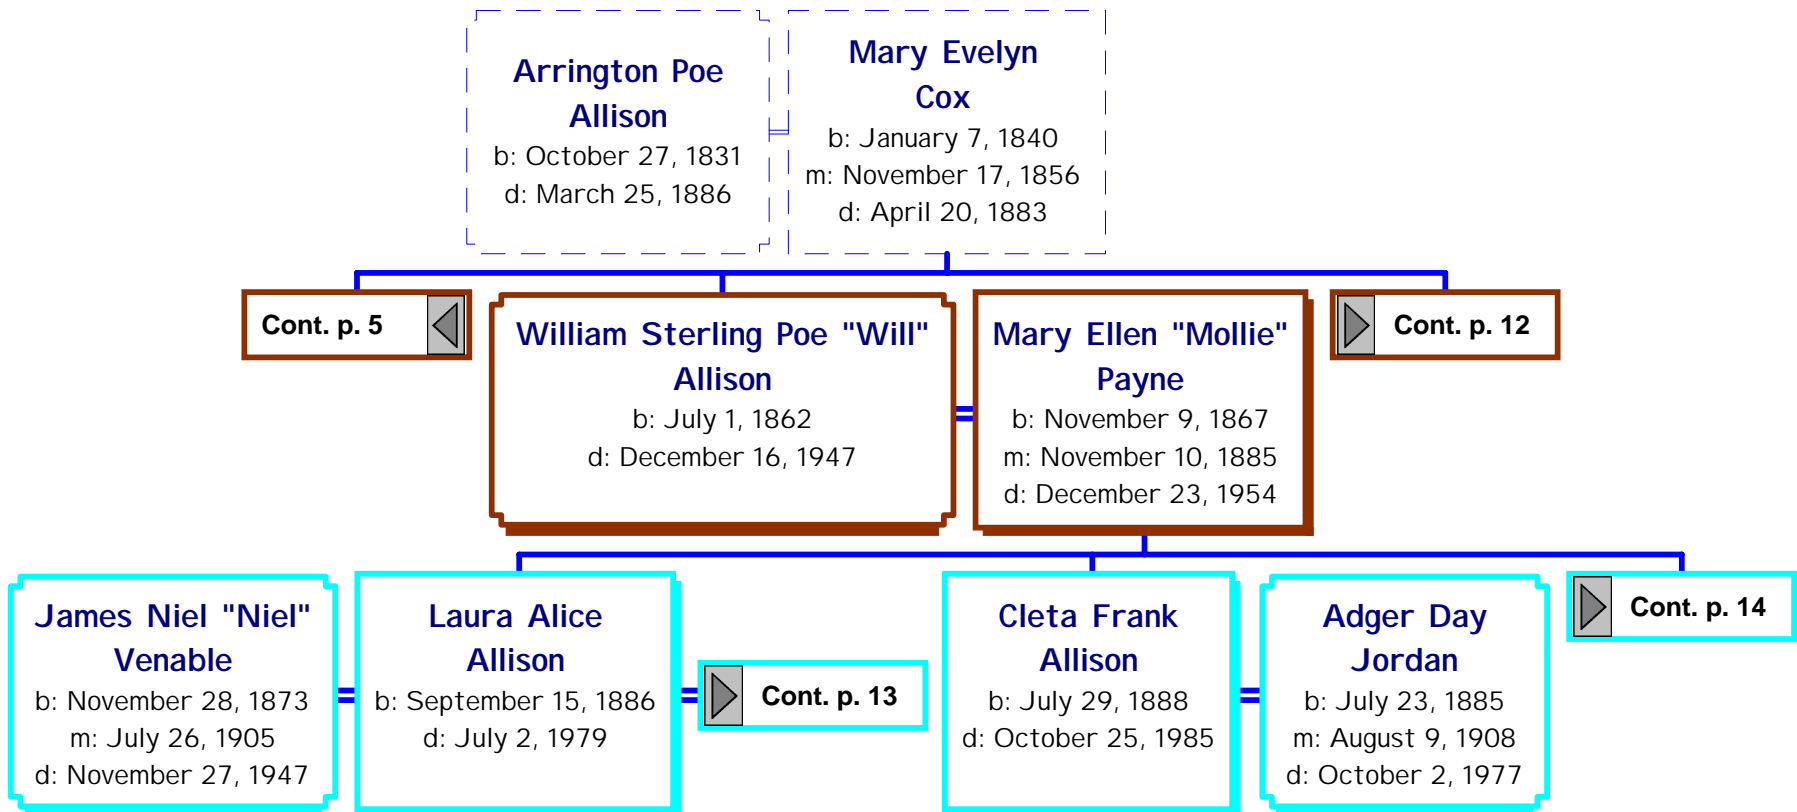 Arrington Poe
Allison
b: October 27, 1831
d: March 25, 1886
Mary Evelyn
Cox
b: January 7, 1840
m: November 17, 1856
d: April 20, 1883
Cont. p. 5
William Sterling Poe "Will"
Allison
b: July 1, 1862
d: December 16, 1947
Mary Ellen "Mollie"
Payne
b: November 9, 1867
m: November 10, 1885
d: December 23, 1954
Cont. p. 12
James Niel "Niel"
Venable
b: November 28, 1873
m: July 26, 1905
d: November 27, 1947
Laura Alice
Allison
b: September 15, 1886
d: July 2, 1979
Cont. p. 13
Cleta Frank
Allison
b: July 29, 1888
d: October 25, 1985
Adger Day
Jordan
b: July 23, 1885
m: August 9, 1908
d: October 2, 1977
Cont. p. 14